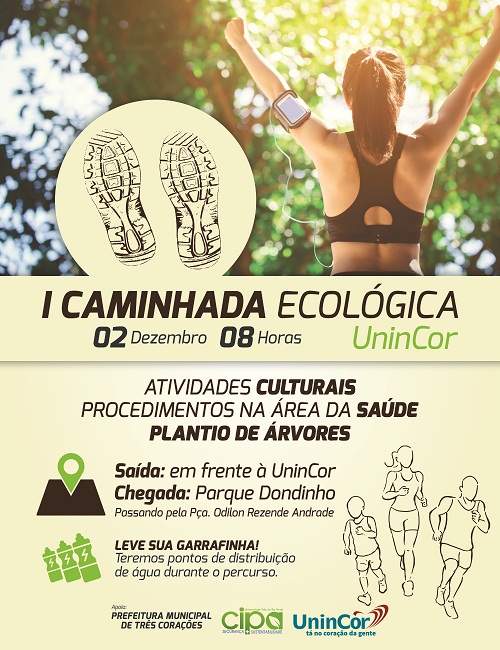 I CAMINHADA ECOLÓGICA
02 Dezembro 08 Horas UninCor
ATIVIDADES CULTURAIS
PROCEDIMENTOS NA ÁREA DA SAÚDE
PLANTIO DE ÁRVORES
Saída: em frente à UninCor
Chegada: Parque Dondinho
Passando pela Pça. Odilon Rezende Andrade
LEVE SUA GARRAFINHA!
Teremos pontos de distribuição
de água durante o percurso.
Apoio:
PREFEITURA MUNICIPAL
DE TRÊS CORAÇÕES
cipa
SEGURANÇA + SUSTENTABILIDADE
UninCor
tá no coração da gente